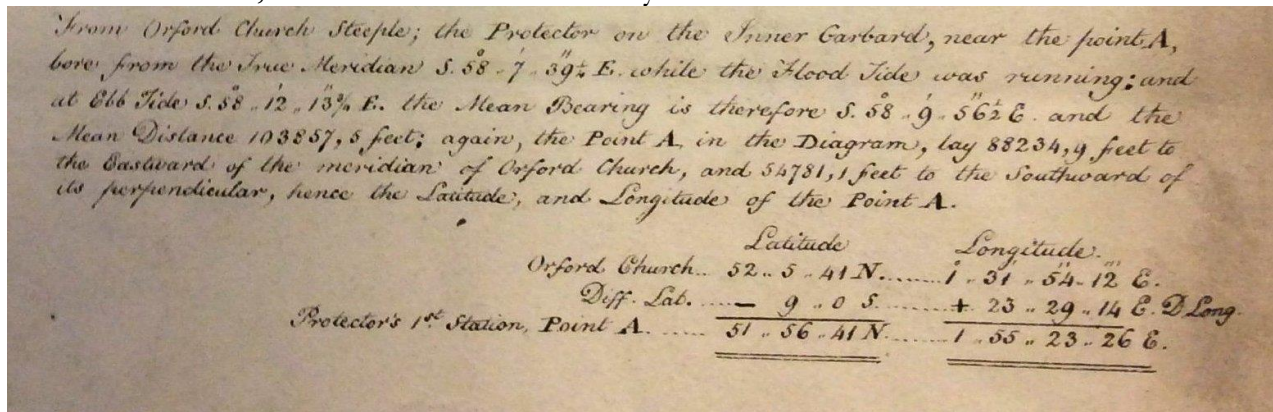 From Orford Church Steeple; the Protector on the Inner Garbard, near the point A,
bore from the True Meridian S. 58° 7' 39½" E. while the Flood Tide was running: and
at Ebb Tide S. 58° 12' 13¾" E. the Mean Bearing is therefore S. 58° 9' 56½" E. and the
Mean Distance 103857,5 feet; again, the Point A, in the Diagram, lay 88234,9 feet to
the Eastward of the meridian of Orford Church, and 54781,1 feet to the Southward of
its perpendicular, hence the Latitude, and Longitude of the Point A.
Latitude Longitude.
Orford Church.. 52 .. 5 .. 41 N. ...... 1° .. 31' .. 54'' .. 12''' E.
Diff. Lat. ..... — 9 .. 0 S. ....... + 23 .. 29 .. 14 E. D Long.
Protector's 1st Station, Point A. ...... 51 .. 56 .. 41 N. ....... 1 .. 55 .. 23 .. 26 E.